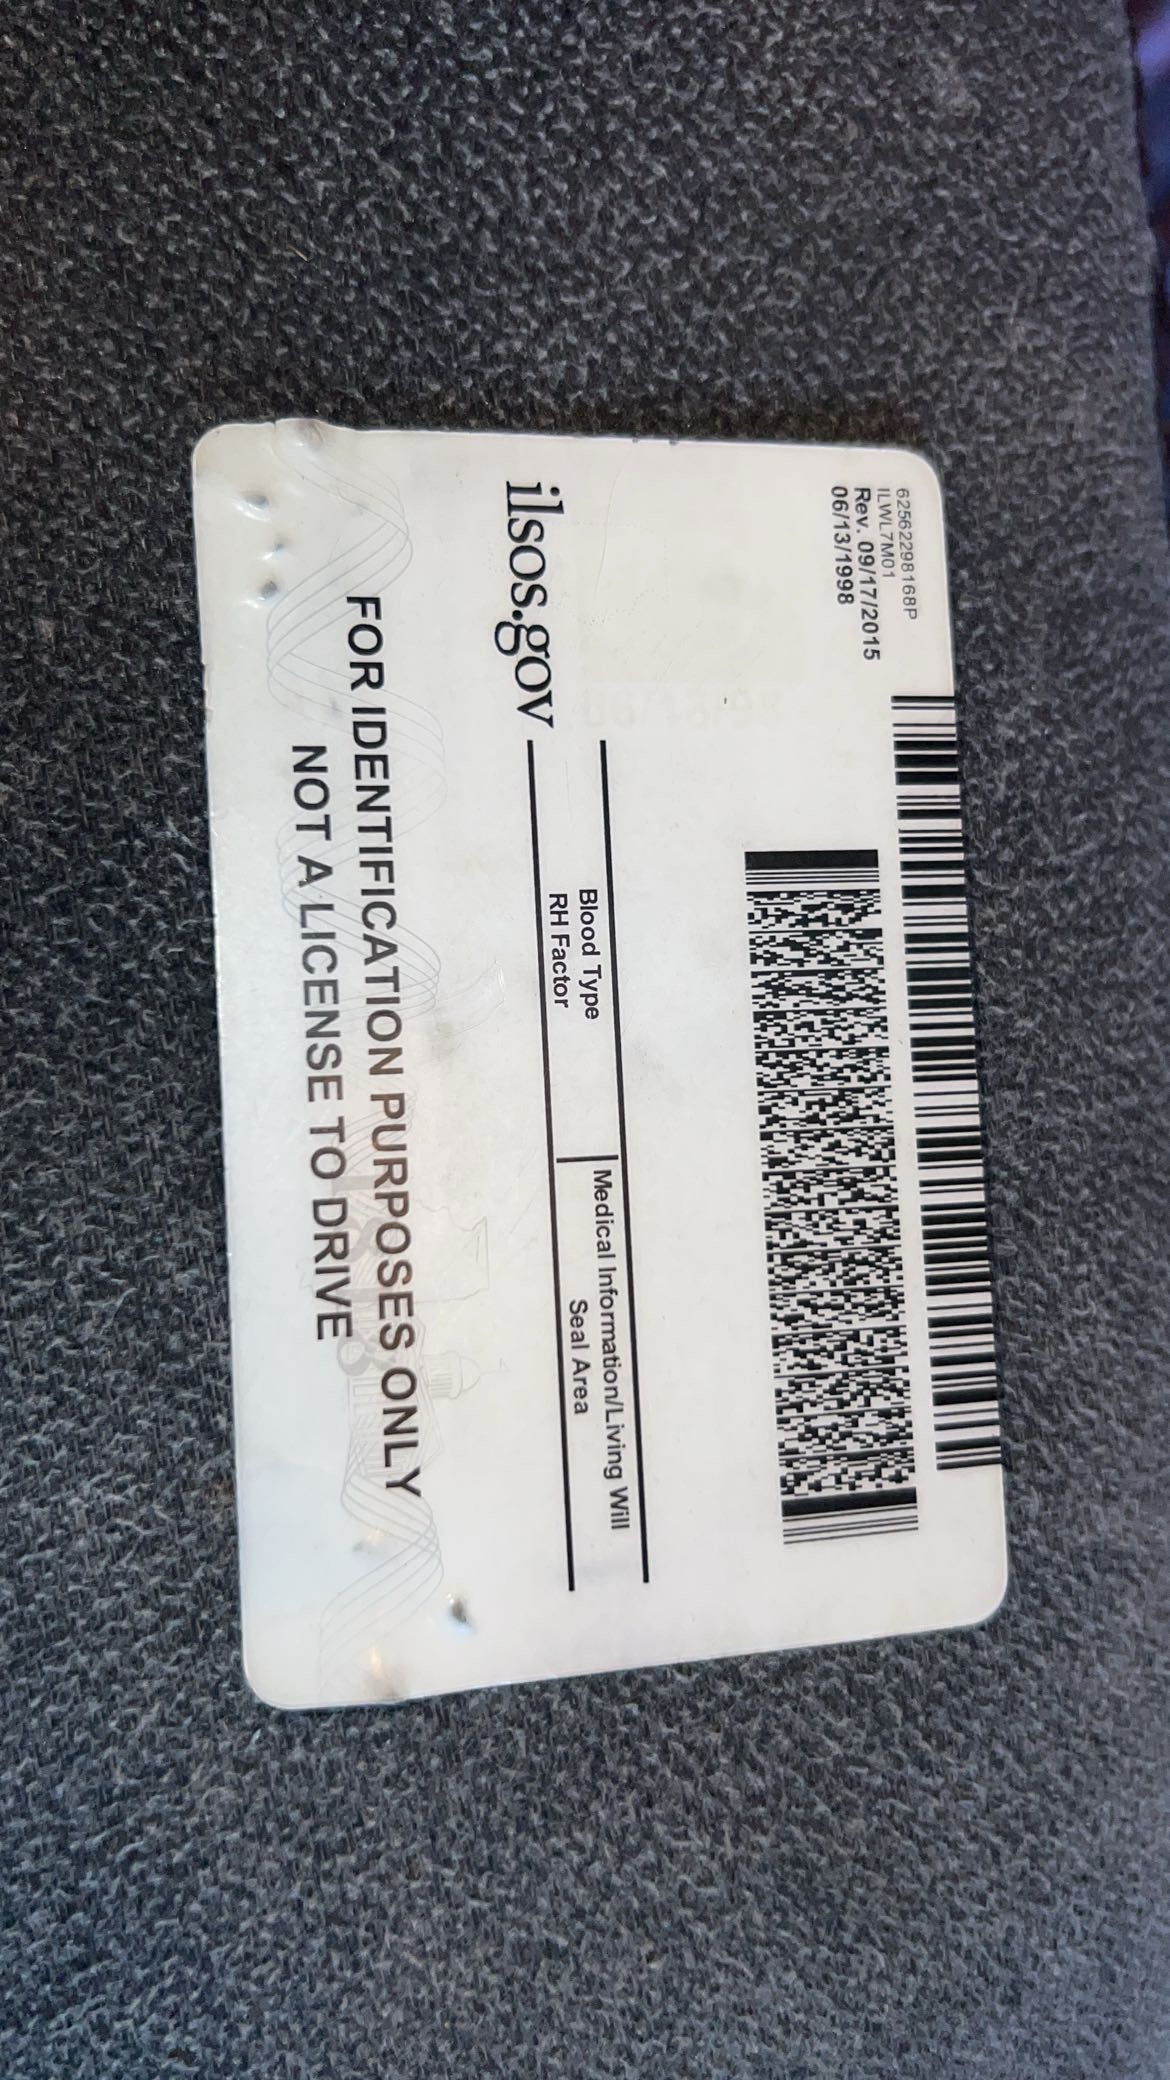 62562298168P
ILWL7M01
Rev. 09/17/2015
06/13/1998
ilsos.gov
Blood Type
RH Factor
Medical Information/Living Will
Seal Area
FOR IDENTIFICATION PURPOSES ONLY
NOT A LICENSE TO DRIVE